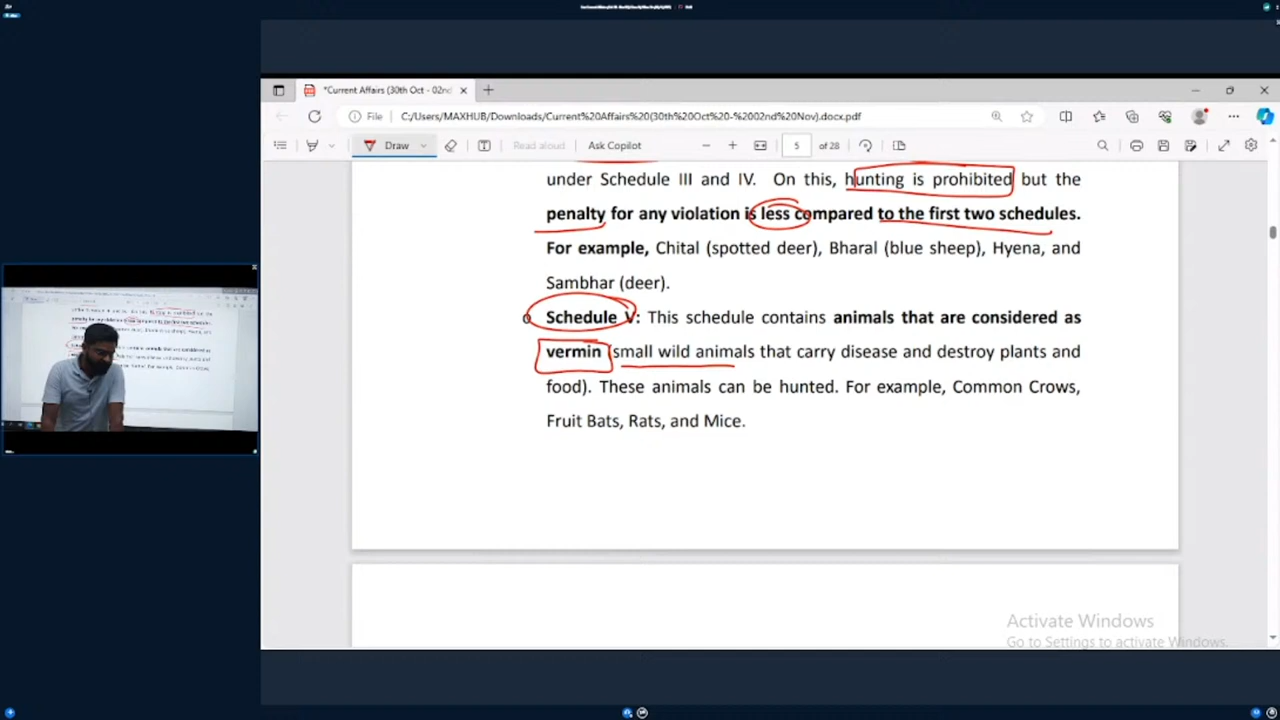 *Current Affairs (30th Oct - 02nd
File
C:/Users/MAXHUB/Downloads/Current%20Affairs%20(30th%20Oct%20-%2002nd%20Nov).docx.pdf
Draw
Read aloud
Ask Copilot
5
of 28
under Schedule III and IV. On this, hunting is prohibited but the
penalty for any violation is less compared to the first two schedules.
For example, Chital (spotted deer), Bharal (blue sheep), Hyena, and
Sambhar (deer).
o Schedule V: This schedule contains animals that are considered as
vermin (small wild animals that carry disease and destroy plants and
food). These animals can be hunted. For example, Common Crows,
Fruit Bats, Rats, and Mice.
Activate Windows
Go to Settings to activate Windows.